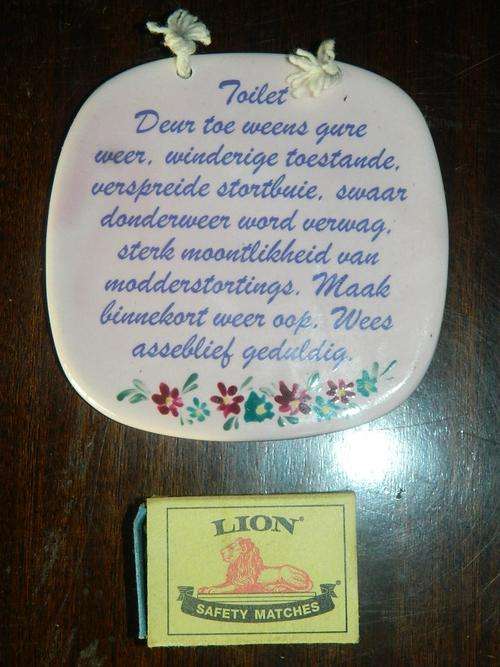 Toilet
Deur toe weens gure
weer, winderige toestande,
verspreide stortbuie, swaar
donderweer word verwag,
sterk moontlikheid van
modderstortings. Maak
binnekort weer oop. Wees
asseblief geduldig.
LION®
SAFETY MATCHES